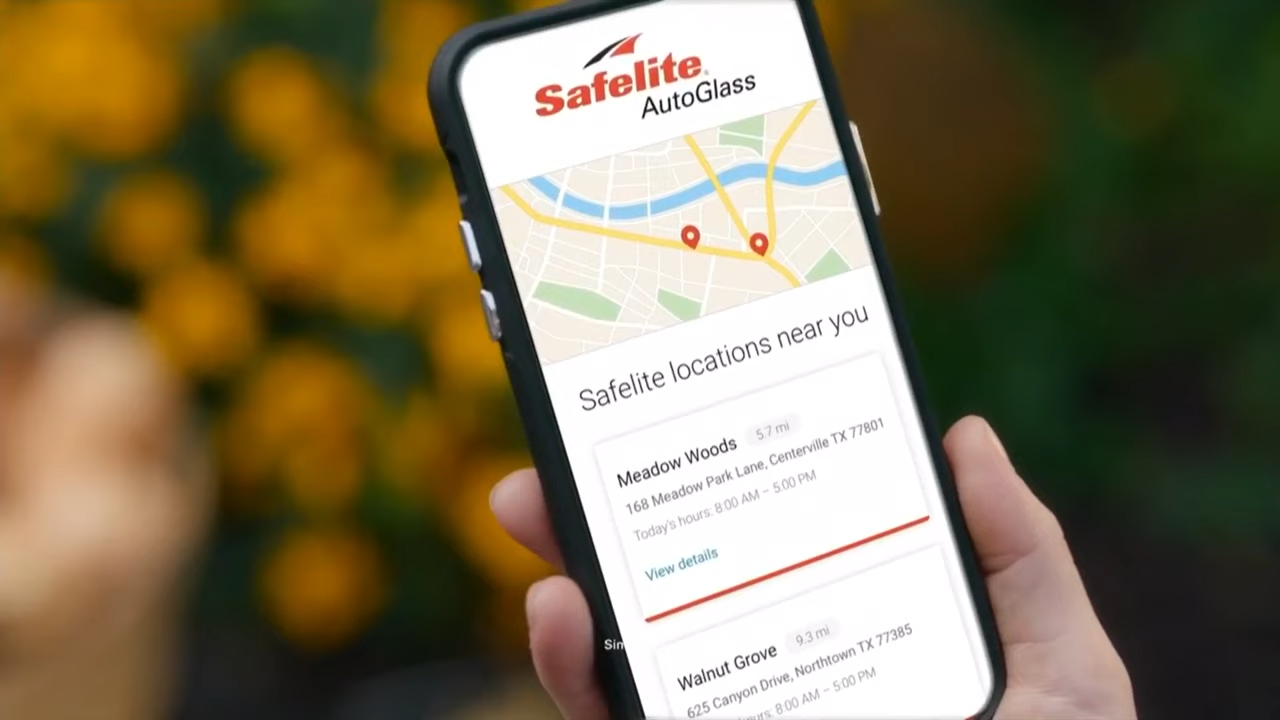 Safelite®
AutoGlass
Safelite locations near you
Meadow Woods 5.7 mi
168 Meadow Park Lane, Centerville TX 77801
Today's hours: 8:00 AM – 5:00 PM
View details
Walnut Grove 9.3 mi
625 Canyon Drive, Northtown TX 77385
hours: 8:00 AM – 5:00 PM